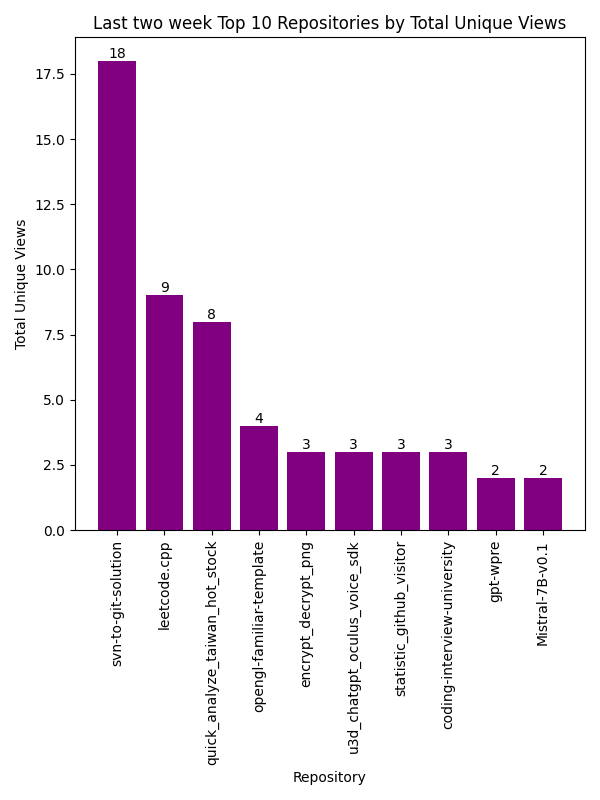 Last two week Top 10 Repositories by Total Unique Views
18
9
8
4
3
3
3
3
2
2
17.5
15.0
12.5
10.0
7.5
5.0
2.5
0.0
Total Unique Views
svn-to-git-solution
leetcode.cpp
quick_analyze_taiwan_hot_stock
opengl-familiar-template
encrypt_decrypt_png
u3d_chatgpt_oculus_voice_sdk
statistic_github_visitor
coding-interview-university
gpt-wpre
Mistral-7B-v0.1
Repository